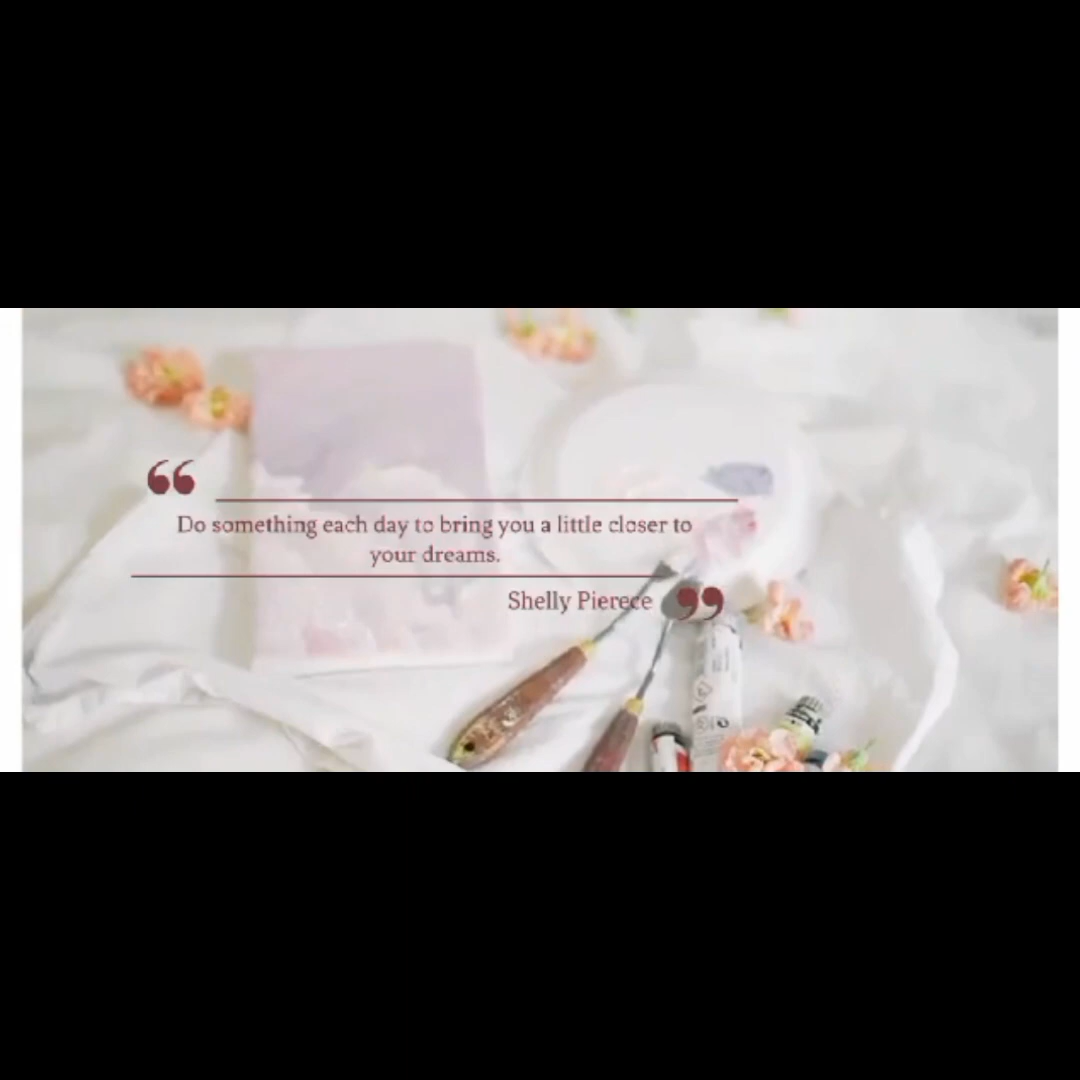 ❝
Do something each day to bring you a little closer to
your dreams.
Shelly Pierece ❞